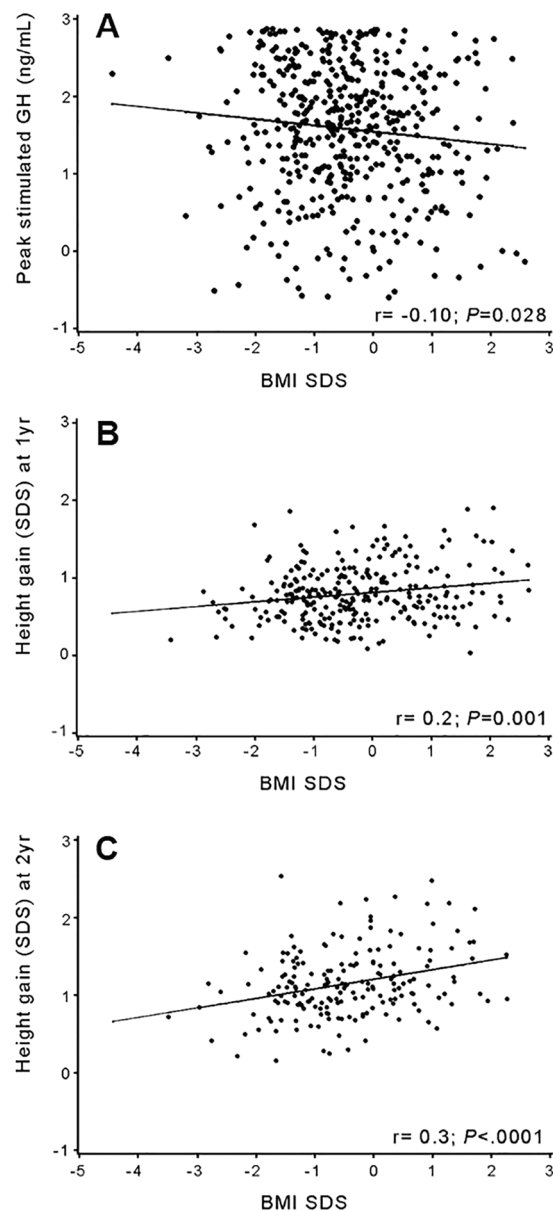 A
Peak stimulated GH (ng/mL)
3
2
1
0
-1
r= -0.10; P=0.028
-5 -4 -3 -2 -1 0 1 2 3
BMI SDS
B
Height gain (SDS) at 1yr
3
2
1
0
-1
r= 0.2; P=0.001
-5 -4 -3 -2 -1 0 1 2 3
BMI SDS
C
Height gain (SDS) at 2yr
3
2
1
0
-1
r= 0.3; P<.0001
-5 -4 -3 -2 -1 0 1 2 3
BMI SDS